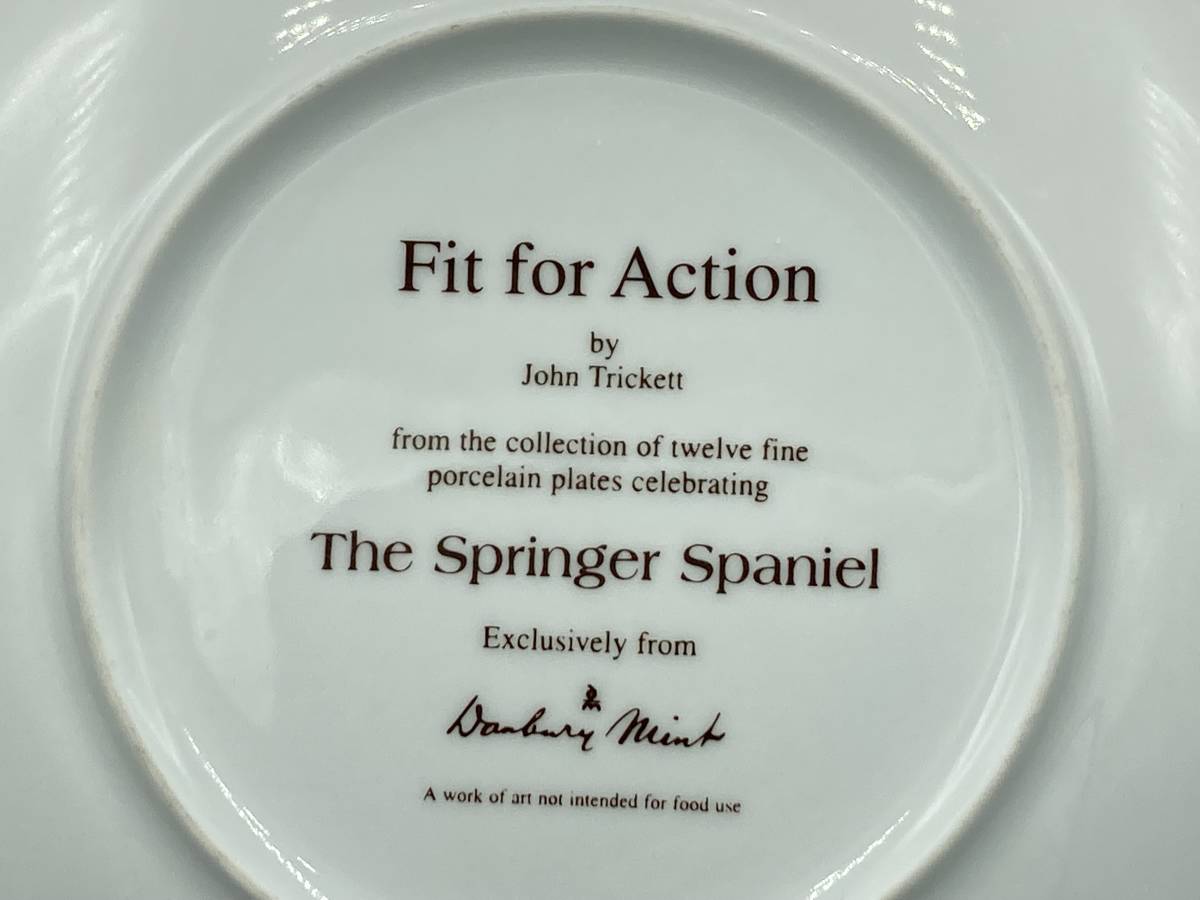 Fit for Action
by
John Trickett
from the collection of twelve fine
porcelain plates celebrating
The Springer Spaniel
Exclusively from
Danbury Mint
A work of art not intended for food use